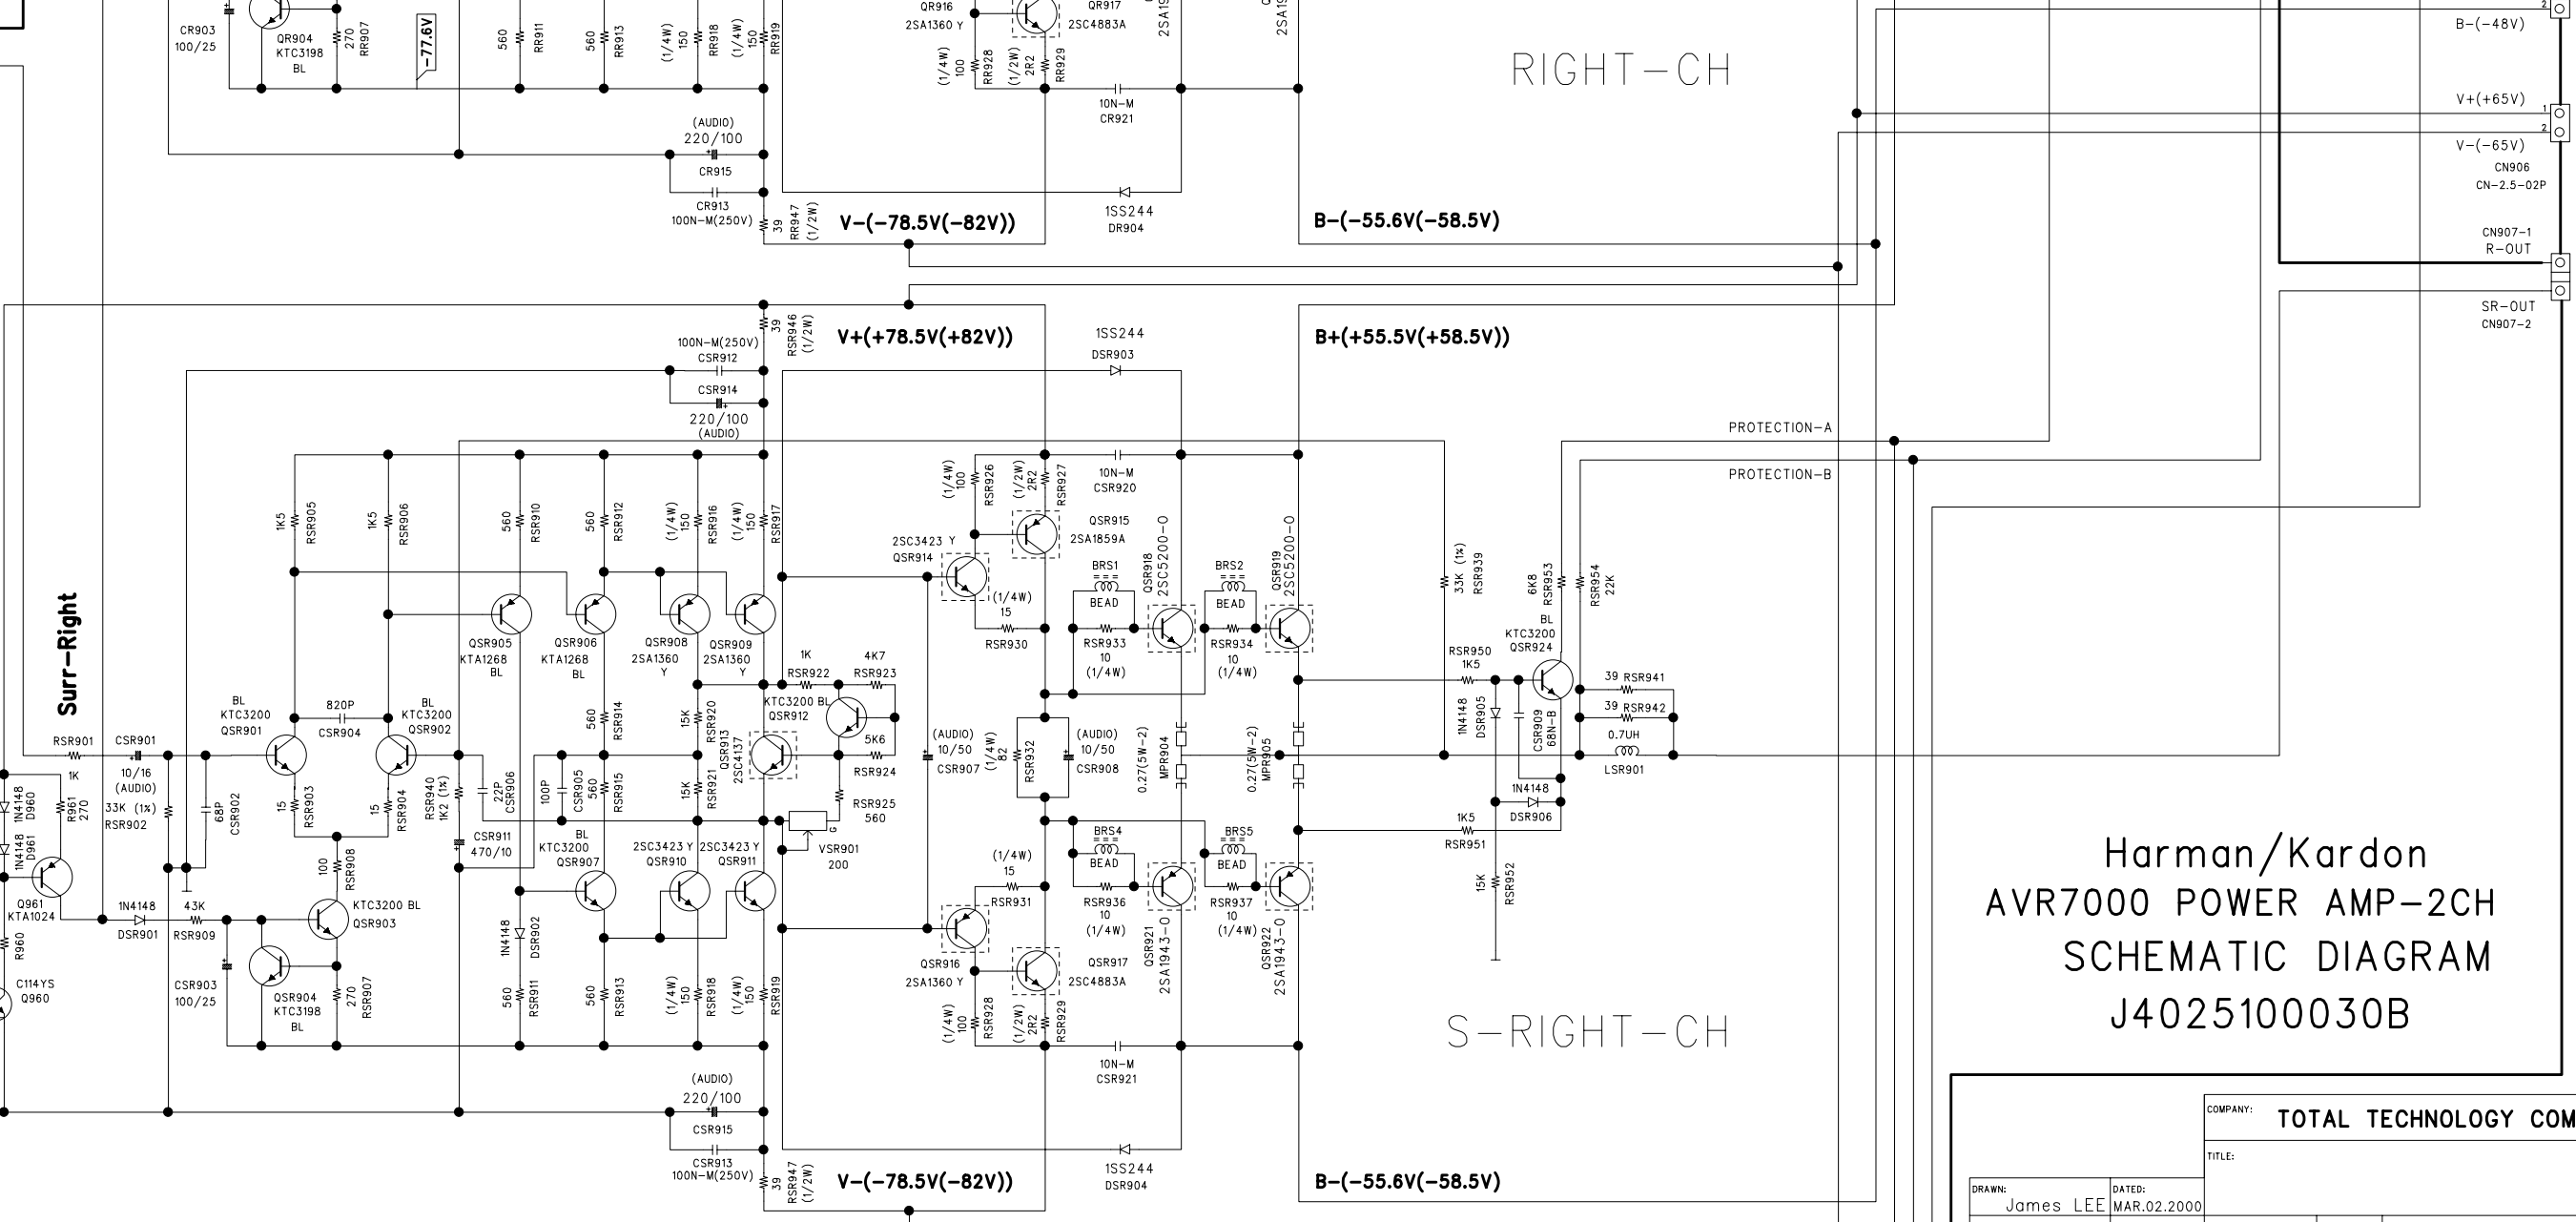 CR903
100/25
QR904
KTC3198
BL
270
RR907
-77.6V
560
RR911
560
RR913
(1/4W)
150
RR918
(1/4W)
150
RR919
QR916
2SA1360 Y
QR917
2SC4883A
(1/4W)
100
RR928
(1/2W)
2R2
RR929
10N-M
CR921
RIGHT-CH
2
B-(-48V)
V+(+65V)
1
2
V-(-65V)
CN906
CN-2.5-02P
CN907-1
R-OUT
SR-OUT
CN907-2
(AUDIO)
220/100
CR915
CR913
100N-M(250V)
39
RR947
(1/2W)
V-(-78.5V(-82V))
1SS244
DR904
B-(-55.6V(-58.5V)
39
RSR946
(1/2W)
V+(+78.5V(+82V))
1SS244
DSR903
B+(+55.5V(+58.5V))
100N-M(250V)
CSR912
CSR914
220/100
(AUDIO)
PROTECTION-A
PROTECTION-B
1K5
RSR905
1K5
RSR906
560
RSR910
560
RSR912
(1/4W)
150
RSR916
(1/4W)
150
RSR917
(1/4W)
100
RSR926
(1/2W)
2R2
RSR927
10N-M
CSR920
2SC3423 Y
QSR914
QSR915
2SA1859A
BRS1
BEAD
QSR918
2SC5200-O
BRS2
BEAD
QSR919
2SC5200-O
33K (1%)
RSR939
6K8
RSR953
RSR954
22K
Surr-Right
QSR905
KTA1268
BL
QSR906
KTA1268
BL
QSR908
2SA1360
Y
QSR909
2SA1360
Y
(1/4W)
15
RSR930
RSR933
10
(1/4W)
RSR934
10
(1/4W)
BL
KTC3200
QSR924
RSR950
1K5
1K
RSR922
4K7
RSR923
KTC3200 BL
QSR912
5K6
RSR924
BL
KTC3200
QSR901
820P
CSR904
BL
KTC3200
QSR902
560
RSR914
15K
RSR920
QSR913
2SC4137
(AUDIO)
10/50
CSR907
(1/4W)
82
RSR932
(AUDIO)
10/50
CSR908
0.27(5W-2)
MPR904
0.27(5W-2)
MPR905
1N4148
DSR905
CSR909
68N-B
39 RSR941
39 RSR942
0.7UH
LSR901
RSR901
1K
CSR901
10/16
(AUDIO)
33K (1%)
RSR902
68P
CSR902
15
RSR903
15
RSR904
RSR940
1K2 (1%)
22P
CSR906
100P
CSR905
560
RSR915
15K
RSR921
RSR925
560
VSR901
200
G
1N4148
DSR906
1K5
RSR951
15K
RSR952
1N4148
D960
1N4148
D961
R961
270
Q961
KTA1024
R960
C114YS
Q960
1N4148
DSR901
43K
RSR909
100
RSR908
KTC3200 BL
QSR903
CSR911
470/10
BL
KTC3200
QSR907
2SC3423 Y
QSR910
2SC3423 Y
QSR911
1N4148
DSR902
(1/4W)
15
RSR931
BRS4
BEAD
RSR936
10
(1/4W)
BRS5
BEAD
RSR937
10
(1/4W)
QSR921
2SA1943-O
QSR922
2SA1943-O
QSR916
2SA1360 Y
QSR917
2SC4883A
CSR903
100/25
QSR904
KTC3198
BL
270
RSR907
560
RSR911
560
RSR913
(1/4W)
150
RSR918
(1/4W)
150
RSR919
(1/4W)
100
RSR928
(1/2W)
2R2
RSR929
10N-M
CSR921
S-RIGHT-CH
Harman/Kardon
AVR7000 POWER AMP-2CH
SCHEMATIC DIAGRAM
J4025100030B
(AUDIO)
220/100
CSR915
CSR913
100N-M(250V)
39
RSR947
(1/2W)
V-(-78.5V(-82V))
1SS244
DSR904
B-(-55.6V(-58.5V)
COMPANY: TOTAL TECHNOLOGY COM
TITLE:
DRAWN: James LEE
DATED: MAR.02.2000